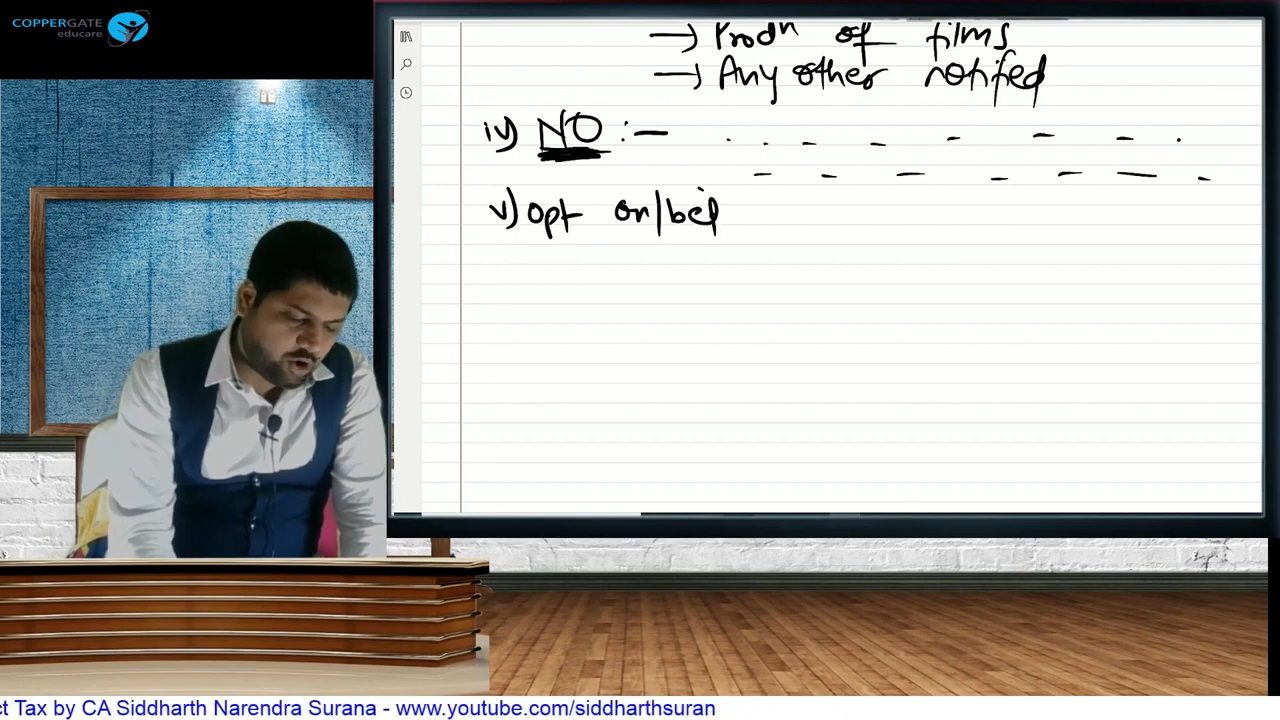 COPPERGATE
educare
→ Prodn of films
→ Any other notified
iv) NO :—
v) opt on/bef
ct Tax by CA Siddharth Narendra Surana - www.youtube.com/siddharthsuran